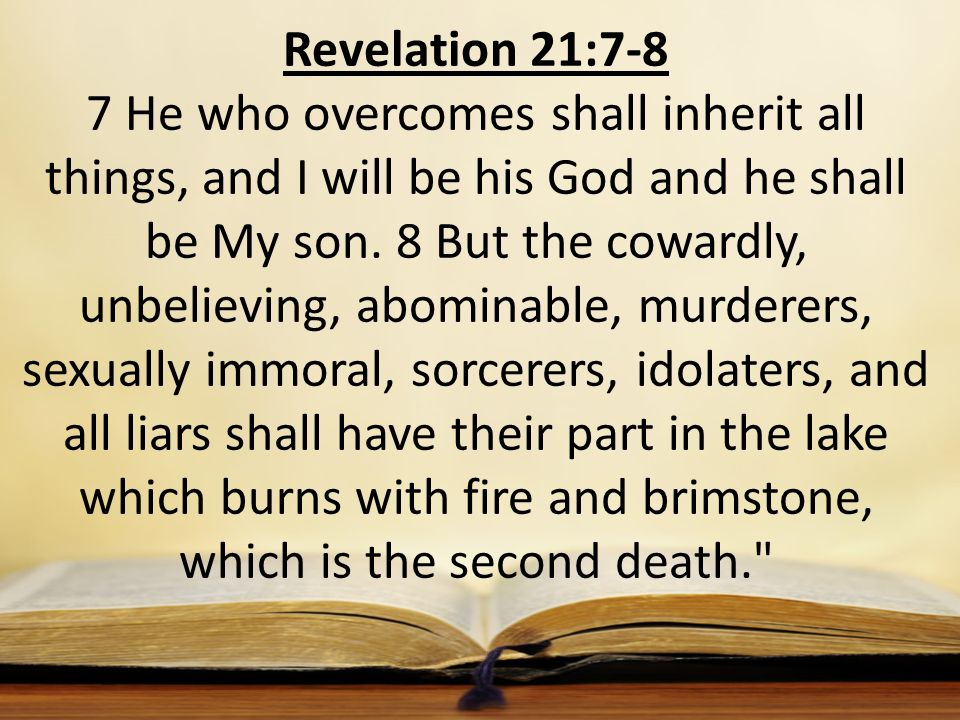 Revelation 21:7-8
7 He who overcomes shall inherit all
things, and I will be his God and he shall
be My son. 8 But the cowardly,
unbelieving, abominable, murderers,
sexually immoral, sorcerers, idolaters, and
all liars shall have their part in the lake
which burns with fire and brimstone,
which is the second death."